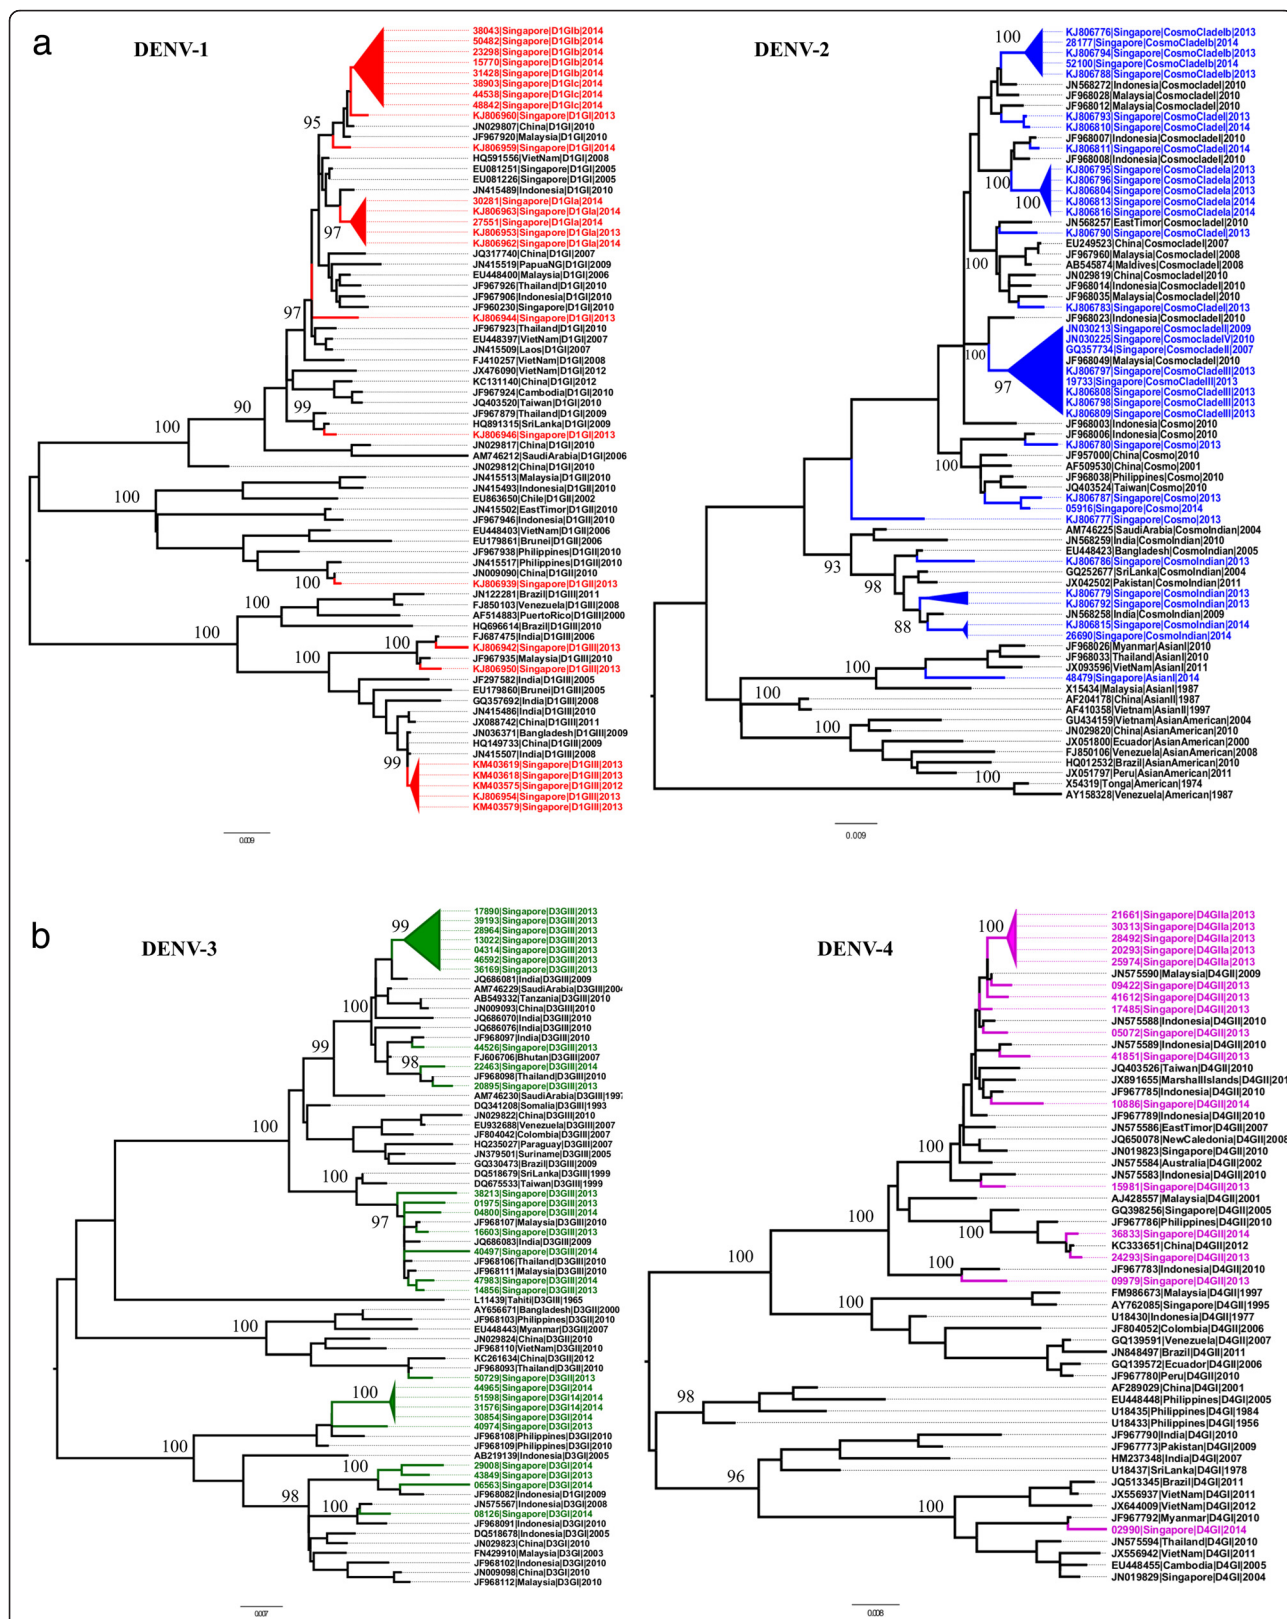 a
DENV-1
38043|Singapore|D1GIb|2014
50482|Singapore|D1GIb|2014
23298|Singapore|D1GIb|2014
15770|Singapore|D1GIb|2014
31428|Singapore|D1GIb|2014
38903|Singapore|D1GIc|2014
44538|Singapore|D1GIc|2014
48842|Singapore|D1GIc|2014
KJ806960|Singapore|D1GI|2013
JN029807|China|D1GI|2010
JF967920|Malaysia|D1GI|2010
KJ806959|Singapore|D1GI|2014
HQ591556|VietNam|D1GI|2008
EU081251|Singapore|D1GI|2005
EU081226|Singapore|D1GI|2005
JN415489|Indonesia|D1GI|2010
30281|Singapore|D1GIa|2014
KJ806963|Singapore|D1GIa|2014
27551|Singapore|D1GIa|2014
KJ806953|Singapore|D1GIa|2013
KJ806962|Singapore|D1GIa|2014
JQ317740|China|D1GI|2007
JN415519|PapuaNG|D1GI|2009
EU448400|Malaysia|D1GI|2006
JF967926|Thailand|D1GI|2010
JF967906|Indonesia|D1GI|2010
JF960230|Singapore|D1GI|2010
KJ806944|Singapore|D1GI|2013
JF967923|Thailand|D1GI|2010
EU448397|VietNam|D1GI|2007
JN415509|Laos|D1GI|2007
FJ410257|VietNam|D1GI|2008
JX476090|VietNam|D1GI|2012
KC131140|China|D1GI|2012
JF967924|Cambodia|D1GI|2010
JQ403520|Taiwan|D1GI|2010
JF967879|Thailand|D1GI|2009
HQ891315|SriLanka|D1GI|2009
KJ806946|Singapore|D1GI|2013
JN029817|China|D1GI|2010
AM746212|SaudiArabia|D1GI|2006
JN029812|China|D1GI|2010
JN415513|Malaysia|D1GII|2010
JN415493|Indonesia|D1GII|2010
EU863650|Chile|D1GII|2002
JN415502|EastTimor|D1GII|2010
JF967946|Indonesia|D1GII|2010
EU448403|VietNam|D1GII|2006
EU179861|Brunei|D1GII|2006
JF967938|Philippines|D1GII|2010
JN415517|Philippines|D1GII|2010
JN009090|China|D1GII|2010
KJ806939|Singapore|D1GII|2013
JN122281|Brazil|D1GIII|2011
FJ850103|Venezuela|D1GIII|2008
AF514883|PuertoRico|D1GIII|2000
HQ696614|Brazil|D1GIII|2010
FJ687475|India|D1GIII|2006
KJ806942|Singapore|D1GIII|2013
JF967935|Malaysia|D1GIII|2010
KJ806950|Singapore|D1GIII|2013
JF297582|India|D1GIII|2005
EU179860|Brunei|D1GIII|2005
GQ357692|India|D1GIII|2008
JN415486|India|D1GIII|2010
JX088742|China|D1GIII|2011
JN036371|Bangladesh|D1GIII|2009
HQ149733|China|D1GIII|2009
JN415507|India|D1GIII|2008
KM403619|Singapore|D1GIII|2013
KM403618|Singapore|D1GIII|2013
KM403575|Singapore|D1GIII|2012
KJ806954|Singapore|D1GIII|2013
KM403579|Singapore|D1GIII|2013
95
97
97
99
90
100
100
100
100
100
100
100
99
0.009
DENV-2
KJ806776|Singapore|CosmoCladeIb|2013
28177|Singapore|CosmoCladeIb|2014
KJ806794|Singapore|CosmoCladeIb|2013
52100|Singapore|CosmoCladeIb|2014
KJ806788|Singapore|CosmoCladeIb|2013
JN568272|Indonesia|CosmocladeI|2010
JF968028|Malaysia|CosmocladeI|2010
JF968012|Malaysia|CosmocladeI|2010
KJ806793|Singapore|CosmoCladeI|2013
KJ806810|Singapore|CosmoCladeI|2014
JF968007|Indonesia|CosmocladeI|2010
KJ806811|Singapore|CosmoCladeI|2014
JF968008|Indonesia|CosmocladeI|2010
KJ806795|Singapore|CosmoCladeIa|2013
KJ806796|Singapore|CosmoCladeIa|2013
KJ806804|Singapore|CosmoCladeIa|2013
KJ806813|Singapore|CosmoCladeIa|2014
KJ806816|Singapore|CosmoCladeIa|2014
JN568257|EastTimor|CosmocladeI|2010
KJ806790|Singapore|CosmoCladeI|2013
EU249523|China|CosmocladeI|2007
JF967960|Malaysia|CosmocladeI|2008
AB545874|Maldives|CosmocladeI|2008
JN029819|China|CosmocladeI|2010
JF968014|Indonesia|CosmocladeI|2010
JF968035|Malaysia|CosmocladeI|2010
KJ806783|Singapore|CosmoCladeI|2013
JF968023|Indonesia|CosmocladeI|2010
JN030213|Singapore|CosmocladeII|2009
JN030225|Singapore|CosmocladeIV|2010
GQ357734|Singapore|CosmocladeII|2007
JF968049|Malaysia|CosmocladeI|2010
KJ806797|Singapore|CosmoCladeIII|2013
19733|Singapore|CosmoCladeIII|2013
KJ806808|Singapore|CosmoCladeIII|2013
KJ806798|Singapore|CosmoCladeIII|2013
KJ806809|Singapore|CosmoCladeIII|2013
JF968003|Indonesia|Cosmo|2010
JF968006|Indonesia|Cosmo|2010
KJ806780|Singapore|Cosmo|2013
JF957000|China|Cosmo|2010
AF509530|China|Cosmo|2001
JF968038|Philippines|Cosmo|2010
JQ403524|Taiwan|Cosmo|2010
KJ806787|Singapore|Cosmo|2013
05916|Singapore|Cosmo|2014
KJ806777|Singapore|Cosmo|2013
AM746225|SaudiArabia|CosmoIndian|2004
JN568259|India|CosmoIndian|2010
EU448423|Bangladesh|CosmoIndian|2005
KJ806786|Singapore|CosmoIndian|2013
GQ252677|SriLanka|CosmoIndian|2004
JX042502|Pakistan|CosmoIndian|2011
KJ806779|Singapore|CosmoIndian|2013
KJ806792|Singapore|CosmoIndian|2013
JN568258|India|CosmoIndian|2009
KJ806815|Singapore|CosmoIndian|2014
26690|Singapore|CosmoIndian|2014
JF968026|Myanmar|AsianI|2010
JF968033|Thailand|AsianI|2010
JX093596|VietNam|AsianI|2011
48479|Singapore|AsianI|2014
X15434|Malaysia|AsianI|1987
AF204178|China|AsianII|1987
AF410358|Vietnam|AsianII|1997
GU434159|Vietnam|AsianAmerican|2004
JN029820|China|AsianAmerican|2010
JX051800|Ecuador|AsianAmerican|2000
FJ850106|Venezuela|AsianAmerican|2008
HQ012532|Brazil|AsianAmerican|2010
JX051797|Peru|AsianAmerican|2011
X54319|Tonga|American|1974
AY158328|Venezuela|American|1987
100
100
100
100
100
97
100
93
98
88
100
100
100
100
0.009
b
DENV-3
17890|Singapore|D3GIII|2013
39193|Singapore|D3GIII|2013
28964|Singapore|D3GIII|2013
13022|Singapore|D3GIII|2013
04314|Singapore|D3GIII|2013
46592|Singapore|D3GIII|2013
36169|Singapore|D3GIII|2013
JQ686081|India|D3GIII|2009
AM746229|SaudiArabia|D3GIII|2004
AB549332|Tanzania|D3GIII|2010
JN009093|China|D3GIII|2010
JQ686070|India|D3GIII|2010
JQ686076|India|D3GIII|2010
JF968097|India|D3GIII|2010
44526|Singapore|D3GIII|2013
FJ606706|Bhutan|D3GIII|2007
22463|Singapore|D3GIII|2014
JF968098|Thailand|D3GIII|2010
20895|Singapore|D3GIII|2013
AM746230|SaudiArabia|D3GIII|1997
DQ341208|Somalia|D3GIII|1993
JN029822|China|D3GIII|2010
EU932688|Venezuela|D3GIII|2007
JF804042|Colombia|D3GIII|2007
HQ235027|Paraguay|D3GIII|2007
JN379501|Suriname|D3GIII|2005
GQ330473|Brazil|D3GIII|2009
DQ518679|SriLanka|D3GIII|1999
DQ675533|Taiwan|D3GIII|1999
38213|Singapore|D3GIII|2013
01975|Singapore|D3GIII|2013
04800|Singapore|D3GIII|2014
JF968107|Malaysia|D3GIII|2010
16603|Singapore|D3GIII|2013
JQ686083|India|D3GIII|2009
40497|Singapore|D3GIII|2014
JF968106|Thailand|D3GIII|2010
JF968111|Malaysia|D3GIII|2010
47983|Singapore|D3GIII|2014
14856|Singapore|D3GIII|2013
L11439|Tahiti|D3GIII|1965
AY656671|Bangladesh|D3GII|2000
JF968103|Philippines|D3GII|2010
EU448443|Myanmar|D3GII|2007
JN029824|China|D3GII|2010
JF968110|VietNam|D3GII|2010
KC261634|China|D3GII|2012
JF968093|Thailand|D3GII|2010
50729|Singapore|D3GII|2013
44965|Singapore|D3GI|2014
51598|Singapore|D3GI14|2014
31576|Singapore|D3GI14|2014
30854|Singapore|D3GI|2014
40974|Singapore|D3GI|2013
JF968108|Philippines|D3GI|2010
JF968109|Philippines|D3GI|2010
AB219139|Indonesia|D3GI|2005
29008|Singapore|D3GI|2014
43849|Singapore|D3GI|2013
06563|Singapore|D3GI|2014
JF968082|Indonesia|D1GI|2009
JN575567|Indonesia|D3GI|2008
08126|Singapore|D3GI|2014
JF968091|Indonesia|D3GI|2010
DQ518678|Indonesia|D3GI|2005
JN029823|China|D3GI|2010
FN429910|Malaysia|D3GI|2003
JF968102|Indonesia|D3GI|2010
JN009098|China|D3GI|2010
JF968112|Malaysia|D3GI|2010
99
100
99
98
100
100
97
100
100
100
100
98
100
0.007
DENV-4
21661|Singapore|D4GIIa|2013
30313|Singapore|D4GIIa|2013
28492|Singapore|D4GIIa|2013
20293|Singapore|D4GIIa|2013
25974|Singapore|D4GIIa|2013
JN575590|Malaysia|D4GII|2009
09422|Singapore|D4GII|2013
41612|Singapore|D4GII|2013
17485|Singapore|D4GII|2013
JN575588|Indonesia|D4GII|2010
05072|Singapore|D4GII|2013
JN575589|Indonesia|D4GII|2010
41851|Singapore|D4GII|2013
JQ403526|Taiwan|D4GII|2010
JX891655|MarshallIslands|D4GII|201
JF967785|Indonesia|D4GII|2010
10886|Singapore|D4GII|2014
JF967789|Indonesia|D4GII|2010
JN575586|EastTimor|D4GII|2007
JQ650078|NewCaledonia|D4GII|2008
JN019823|Singapore|D4GII|2010
JN575584|Australia|D4GII|2002
JN575583|Indonesia|D4GII|2010
15981|Singapore|D4GII|2013
AJ428557|Malaysia|D4GII|2001
GQ398256|Singapore|D4GII|2005
JF967786|Philippines|D4GII|2010
36833|Singapore|D4GII|2014
KC333651|China|D4GII|2012
24293|Singapore|D4GII|2013
JF967783|Indonesia|D4GII|2010
09979|Singapore|D4GII|2013
FM986673|Malaysia|D4GII|1997
AY762085|Singapore|D4GII|1995
U18430|Indonesia|D4GII|1977
JF804052|Colombia|D4GII|2006
GQ139591|Venezuela|D4GII|2007
JN848497|Brazil|D4GII|2011
GQ139572|Ecuador|D4GII|2006
JF967780|Peru|D4GII|2010
AF289029|China|D4GI|2001
EU448448|Philippines|D4GI|2005
U18435|Philippines|D4GI|1984
U18433|Philippines|D4GI|1956
JF967790|India|D4GI|2010
JF967773|Pakistan|D4GI|2009
HM237348|India|D4GI|2007
U18437|SriLanka|D4GI|1978
JQ513345|Brazil|D4GI|2011
JX556937|VietNam|D4GI|2011
JX644009|VietNam|D4GI|2012
JF967792|Myanmar|D4GI|2010
02990|Singapore|D4GI|2014
JN575594|Thailand|D4GI|2010
JX556942|VietNam|D4GI|2011
EU448455|Cambodia|D4GI|2005
JN019829|Singapore|D4GI|2004
100
100
100
100
100
100
98
96
100
0.008